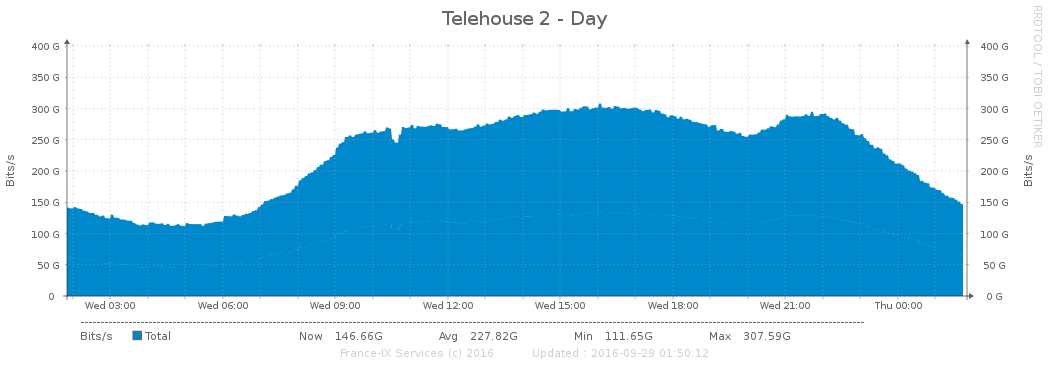 Telehouse 2 - Day
RRDTOOL / TOBI OETIKER
400 G 400 G
350 G 350 G
300 G 300 G
250 G 250 G
200 G 200 G
150 G 150 G
100 G 100 G
50 G 50 G
0 0 G
Bits/s
Bits/s
Wed 03:00 Wed 06:00 Wed 09:00 Wed 12:00 Wed 15:00 Wed 18:00 Wed 21:00 Thu 00:00
Bits/s Total Now 146.66G Avg 227.82G Min 111.65G Max 307.59G
France-IX Services (c) 2016 Updated : 2016-09-29 01:50:12